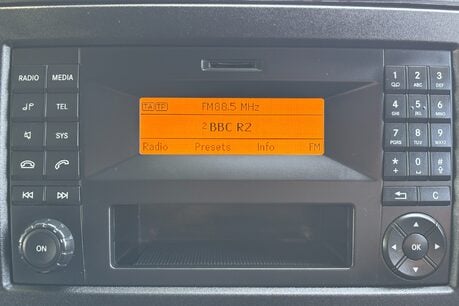 RADIO MEDIA
TEL
SYS
ON
TA TP FM88.5 MHz
2 BBC R2
Radio Presets Info FM
1 2 ABC 3 DEF
4 GHI 5 JKL 6 MNO
7 PQRS 8 TUV 9 WXYZ
* 0 #
C
OK